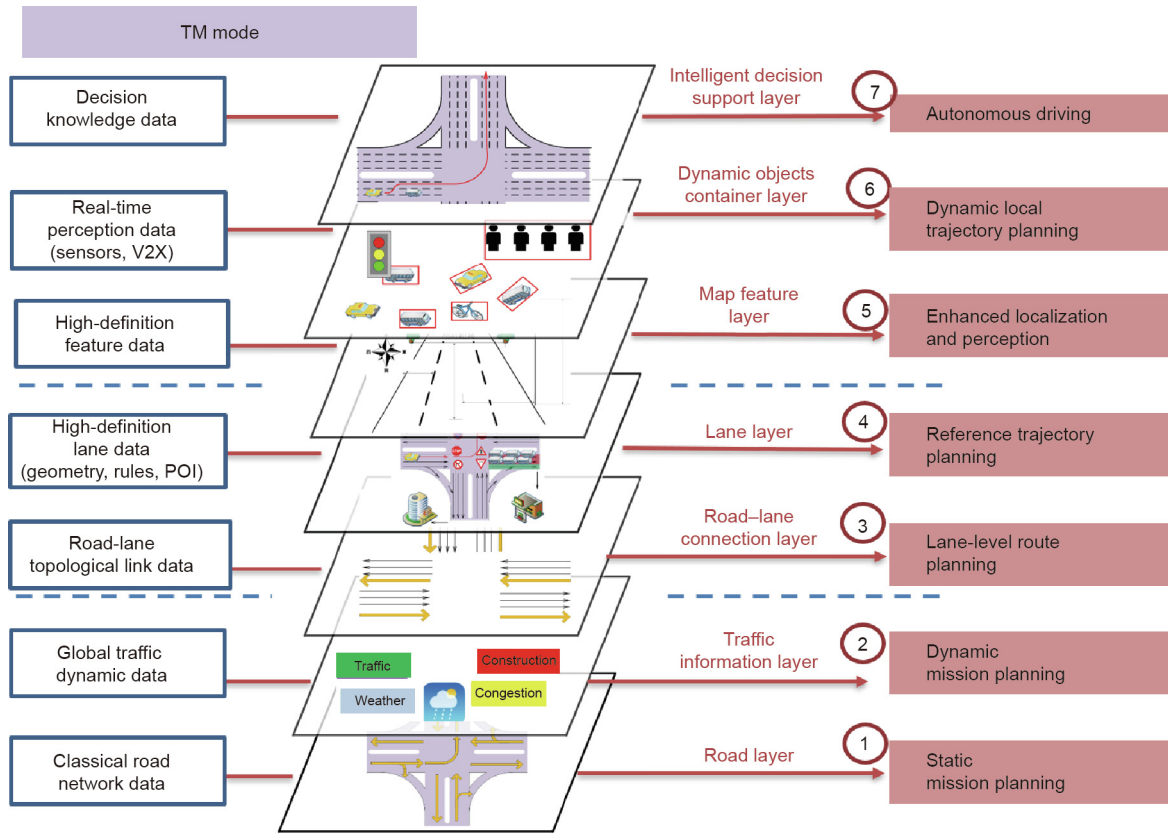 TM mode
Decision
knowledge data
Intelligent decision
support layer
7
Autonomous driving
Real-time
perception data
(sensors, V2X)
Dynamic objects
container layer
6
Dynamic local
trajectory planning
High-definition
feature data
Map feature
layer
5
Enhanced localization
and perception
High-definition
lane data
(geometry, rules, POI)
Lane layer
4
Reference trajectory
planning
Road-lane
topological link data
Road–lane
connection layer
3
Lane-level route
planning
Global traffic
dynamic data
Traffic
Construction
Weather
Congestion
Traffic
information layer
2
Dynamic
mission planning
Classical road
network data
Road layer
1
Static
mission planning